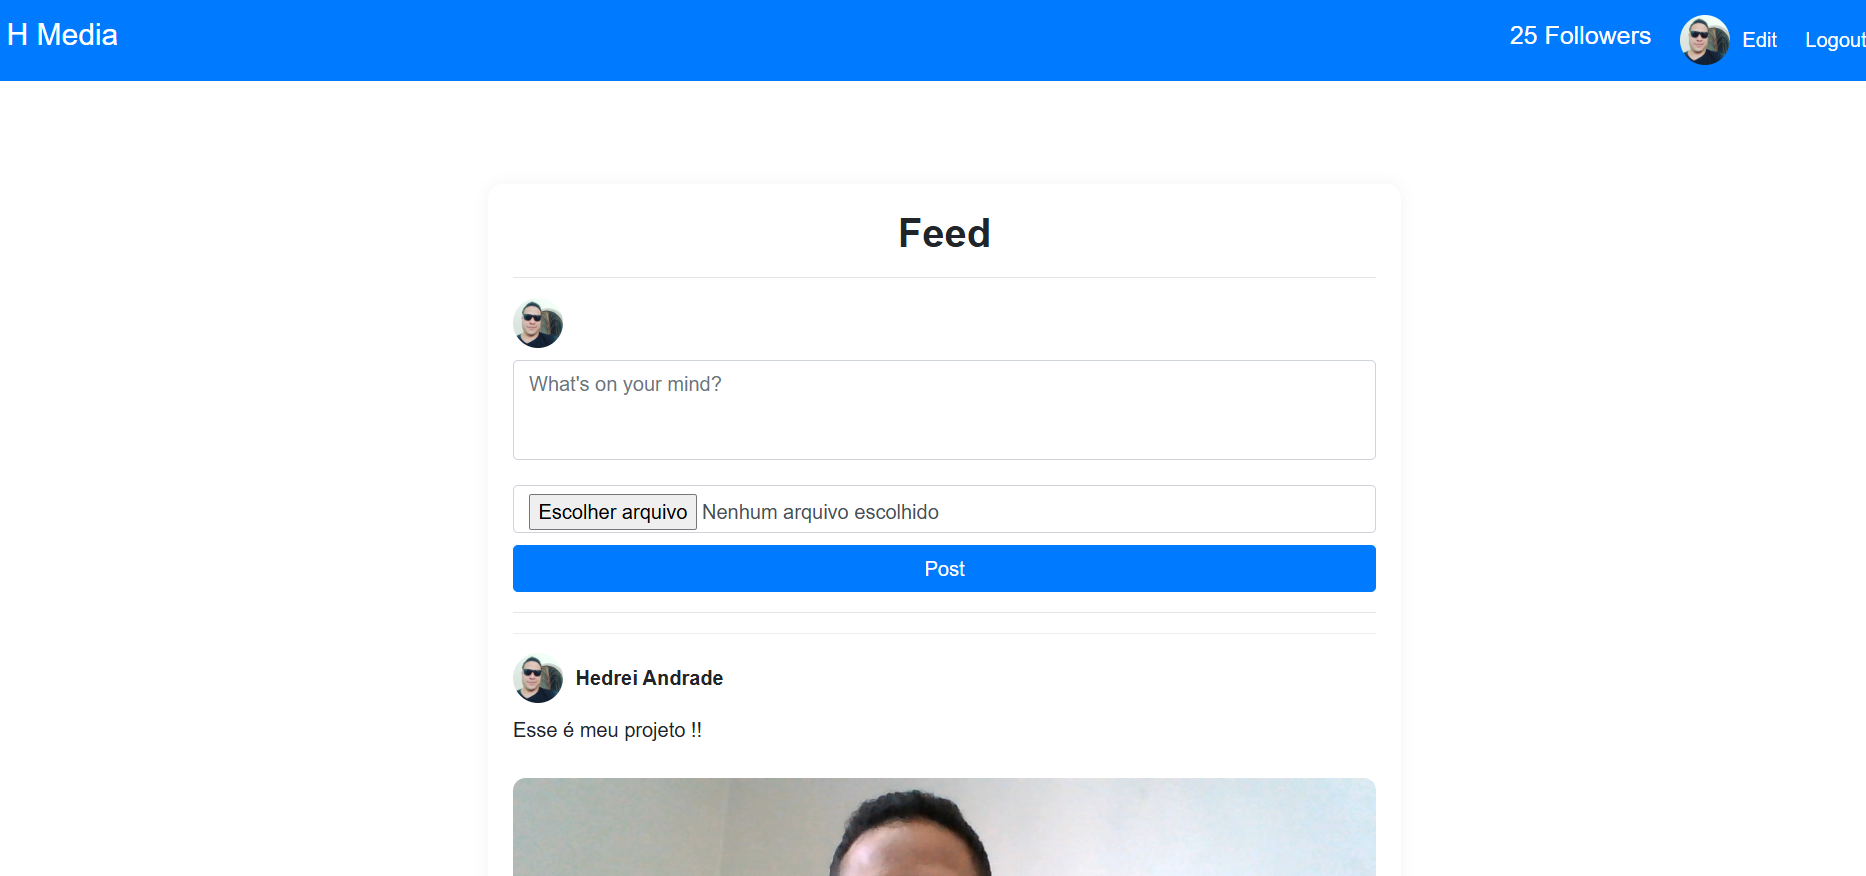 H Media
25 Followers
Edit
Logout
Feed
What's on your mind?
Escolher arquivo Nenhum arquivo escolhido
Post
Hedrei Andrade
Esse é meu projeto !!